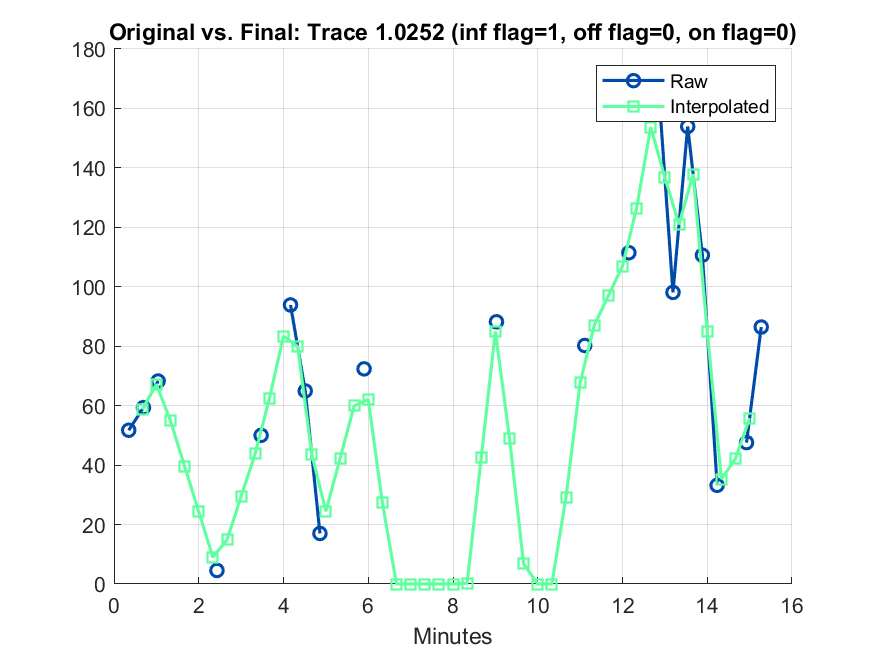 Original vs. Final: Trace 1.0252 (inf flag=1, off flag=0, on flag=0)
180
160
140
120
100
80
60
40
20
0
Raw
Interpolated
0 2 4 6 8 10 12 14 16
Minutes